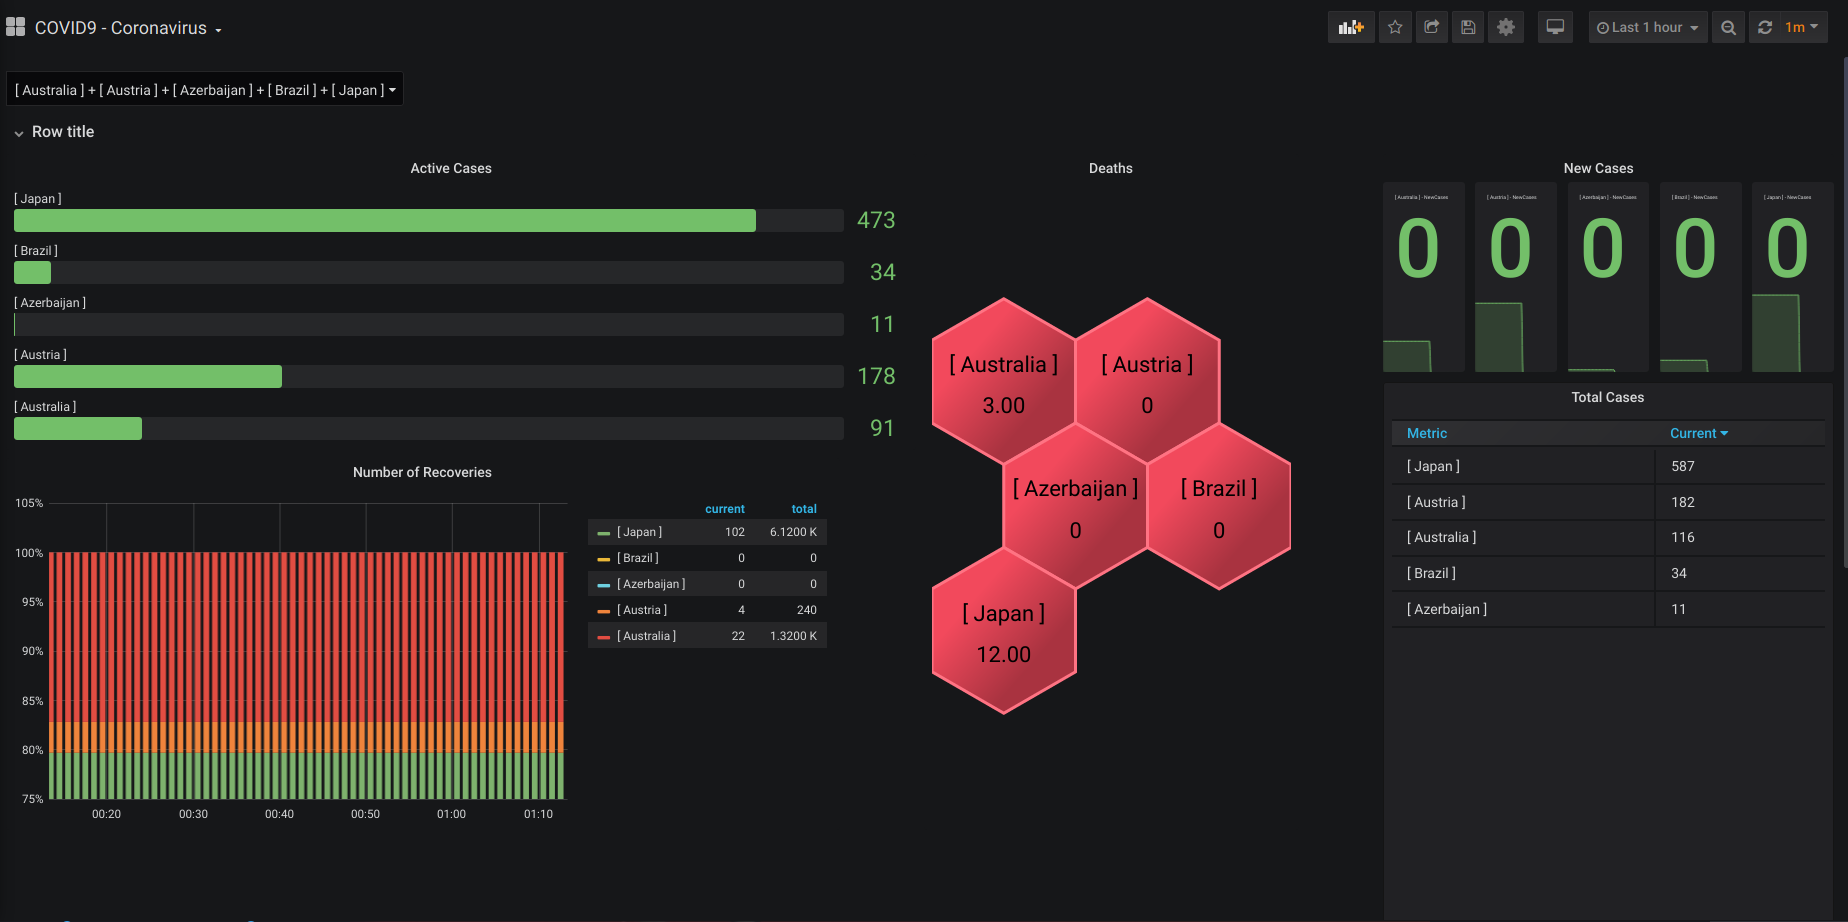 COVID9 - Coronavirus
Last 1 hour
1m
[ Australia ] + [ Austria ] + [ Azerbaijan ] + [ Brazil ] + [ Japan ]
Row title
Active Cases
[ Japan ]
473
[ Brazil ]
34
[ Azerbaijan ]
11
[ Austria ]
178
[ Australia ]
91
Number of Recoveries
105%
100%
95%
90%
85%
80%
75%
00:20 00:30 00:40 00:50 01:00 01:10
current total
[ Japan ] 102 6.1200 K
[ Brazil ] 0 0
[ Azerbaijan ] 0 0
[ Austria ] 4 240
[ Australia ] 22 1.3200 K
Deaths
[ Australia ]
3.00
[ Austria ]
0
[ Azerbaijan ]
0
[ Brazil ]
0
[ Japan ]
12.00
New Cases
[ Australia ] - NewCases
0
[ Austria ] - NewCases
0
[ Azerbaijan ] - NewCases
0
[ Brazil ] - NewCases
0
[ Japan ] - NewCases
0
Total Cases
Metric Current
[ Japan ] 587
[ Austria ] 182
[ Australia ] 116
[ Brazil ] 34
[ Azerbaijan ] 11